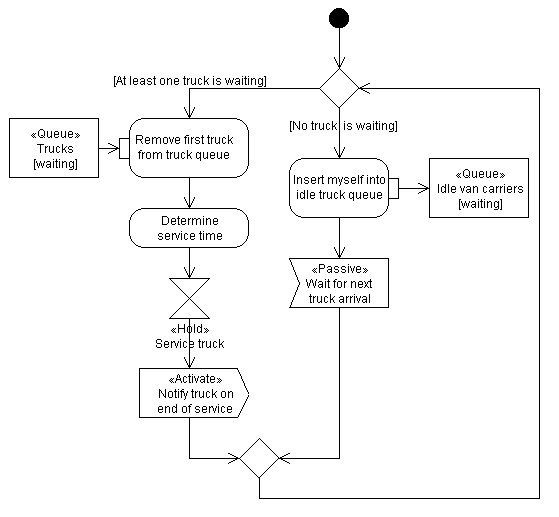 [At least one truck is waiting]
[No truck is waiting]
«Queue»
Trucks
[waiting]
Remove first truck
from truck queue
Insert myself into
idle truck queue
«Queue»
Idle van carriers
[waiting]
Determine
service time
«Passive»
Wait for next
truck arrival
«Hold»
Service truck
«Activate»
Notify truck on
end of service